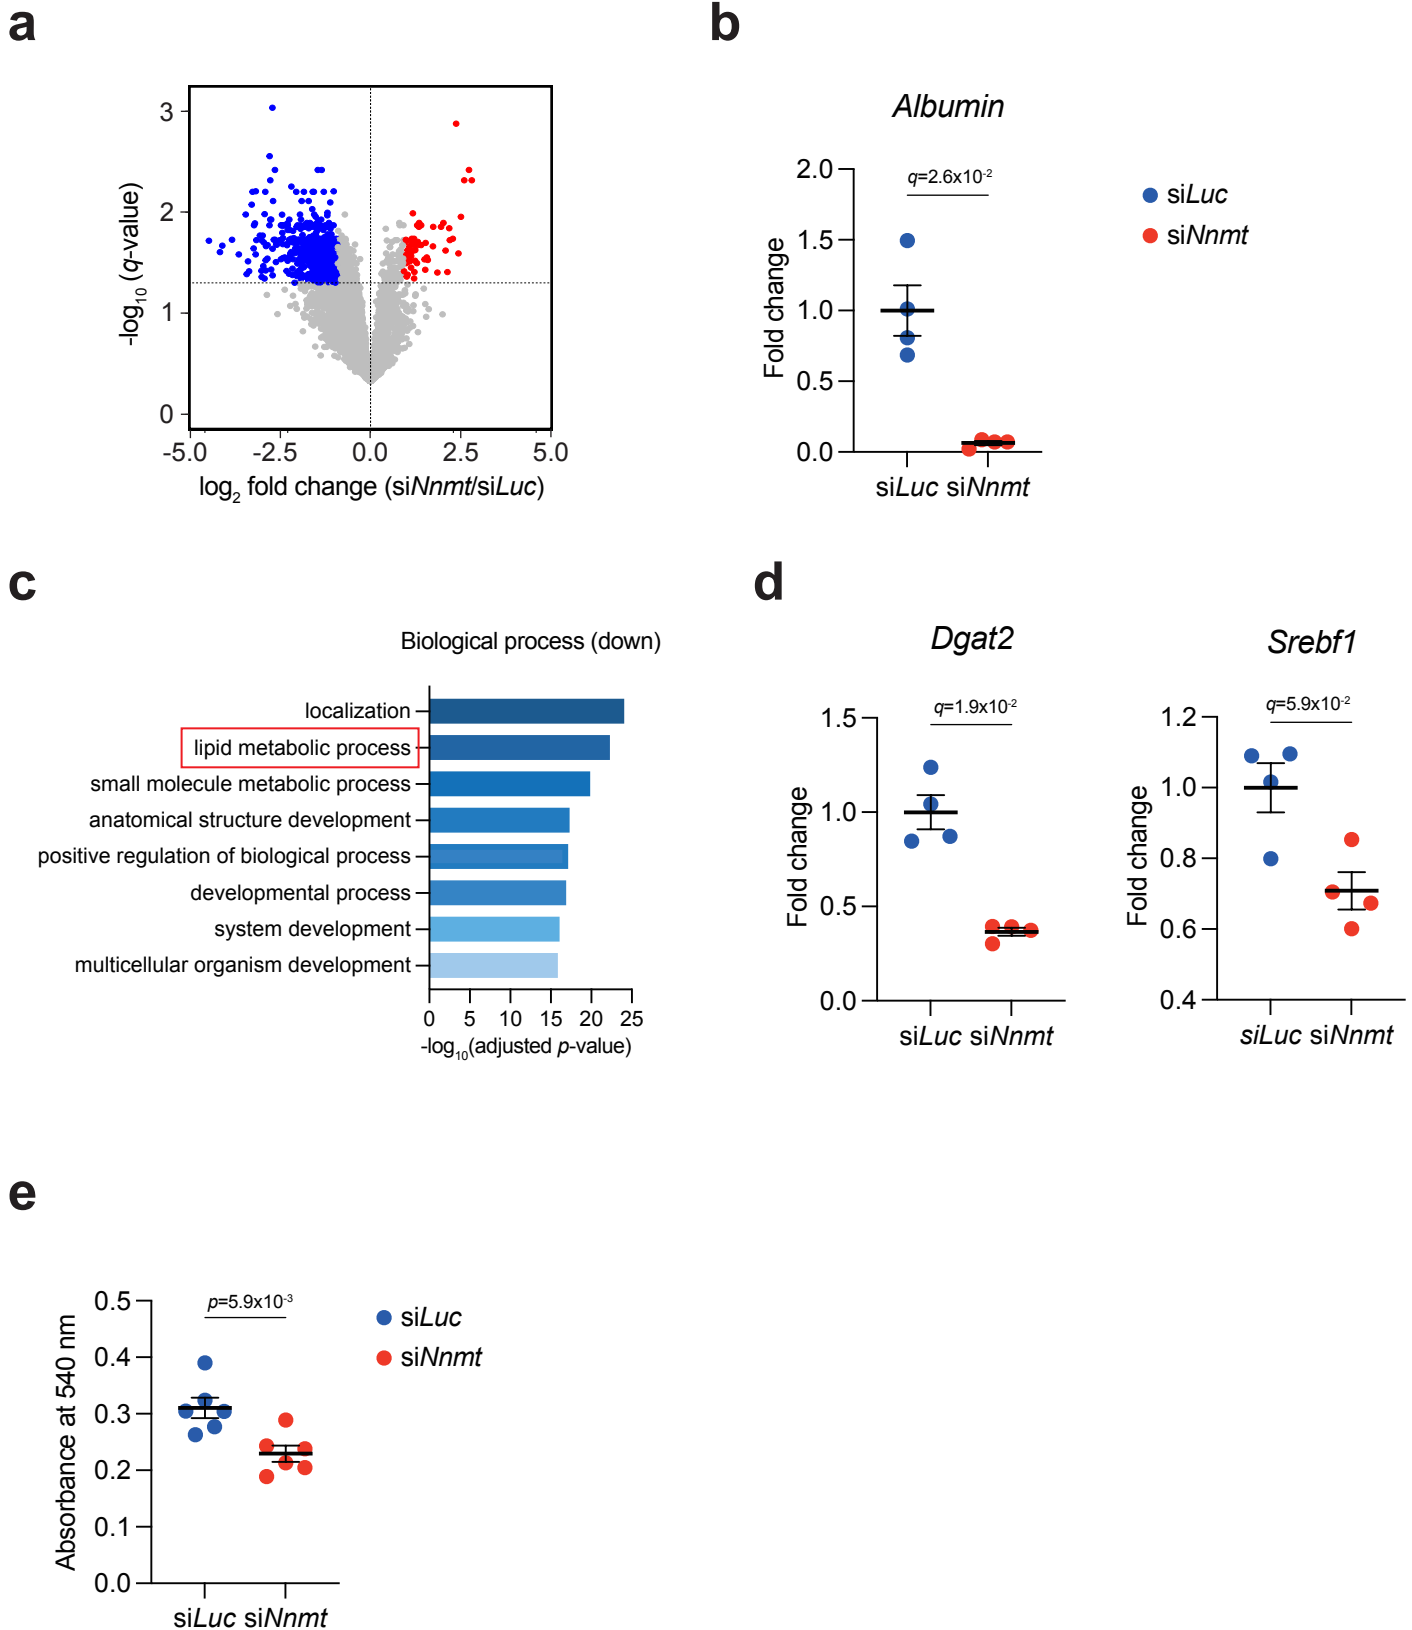 a
3
2
1
0
-log10 (q-value)
-5.0 -2.5 0.0 2.5 5.0
log2 fold change (siNnmt/siLuc)
b
Albumin
q=2.6x10-2
2.0
1.5
1.0
0.5
0.0
Fold change
siLuc siNnmt
siLuc
siNnmt
c
Biological process (down)
localization
lipid metabolic process
small molecule metabolic process
anatomical structure development
positive regulation of biological process
developmental process
system development
multicellular organism development
0 5 10 15 20 25
-log10(adjusted p-value)
d
Dgat2
q=1.9x10-2
1.5
1.0
0.5
0.0
Fold change
siLuc siNnmt
Srebf1
q=5.9x10-2
1.2
1.0
0.8
0.6
0.4
Fold change
siLuc siNnmt
e
p=5.9x10-3
0.5
0.4
0.3
0.2
0.1
0.0
Absorbance at 540 nm
siLuc siNnmt
siLuc
siNnmt